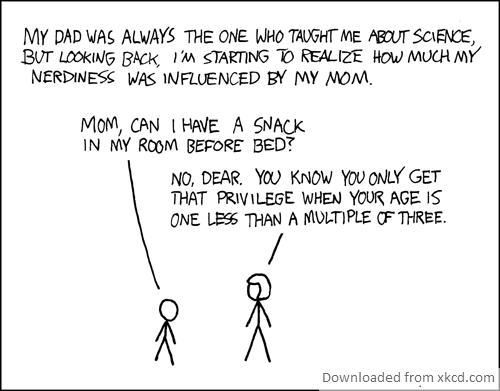 MY DAD WAS ALWAYS THE ONE WHO TAUGHT ME ABOUT SCIENCE,
BUT LOOKING BACK, I'M STARTING TO REALIZE HOW MUCH MY
NERDINESS WAS INFLUENCED BY MY MOM.
MOM, CAN I HAVE A SNACK
IN MY ROOM BEFORE BED?
NO, DEAR. YOU KNOW YOU ONLY GET
THAT PRIVILEGE WHEN YOUR AGE IS
ONE LESS THAN A MULTIPLE OF THREE.
Downloaded from xkcd.com